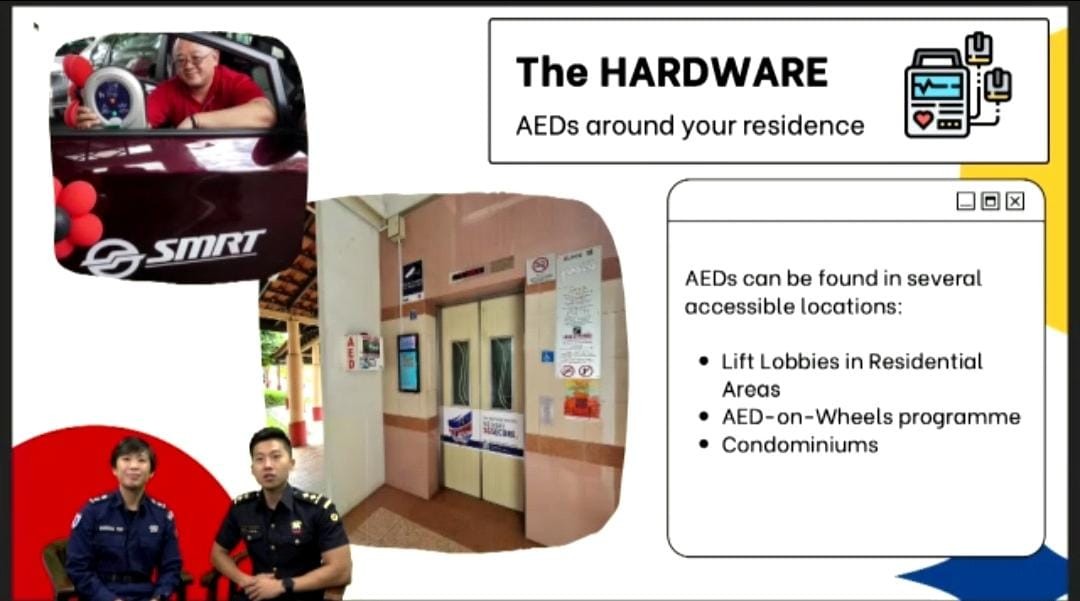 The HARDWARE
AEDs around your residence
SMRT
AED
AEDs can be found in several
accessible locations:
Lift Lobbies in Residential
Areas
AED-on-Wheels programme
Condominiums